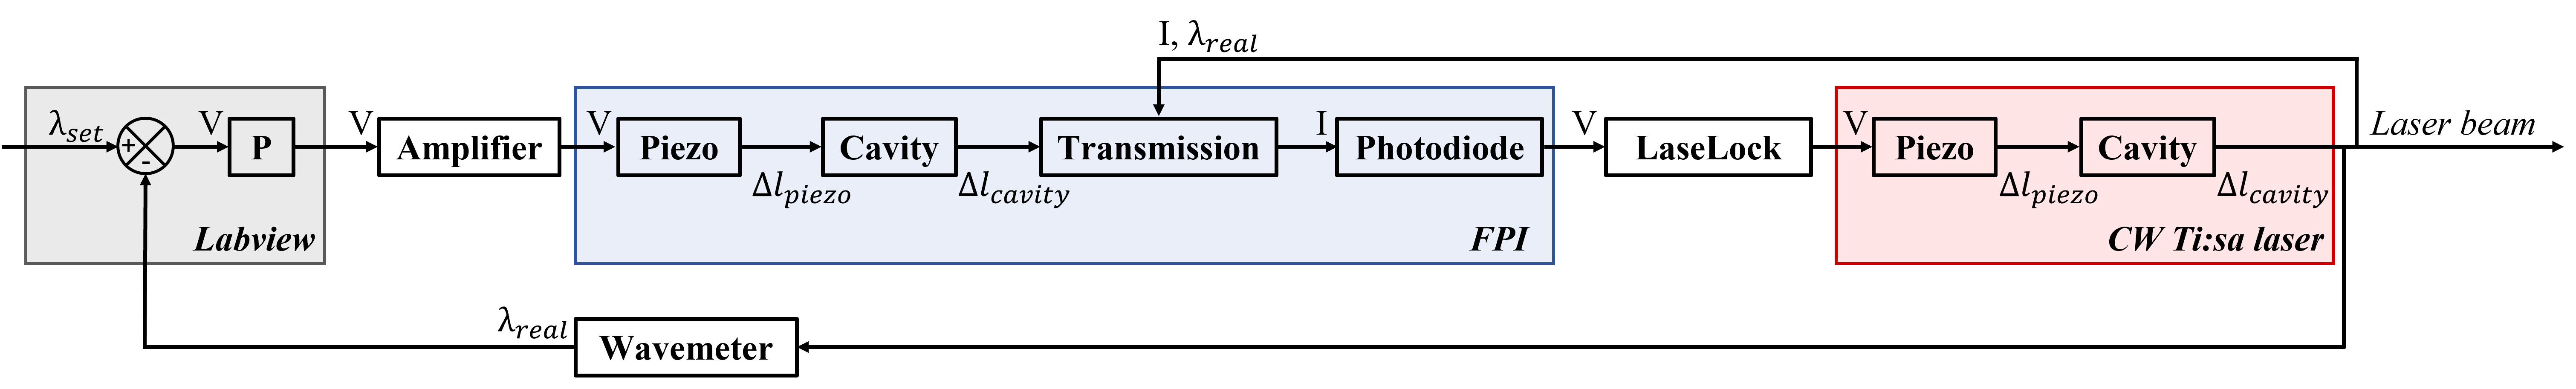 I, λreal
λset
+
-
V
P
V
Amplifier
V
Piezo
Δlpiezo
Cavity
Δlcavity
Transmission
I
Photodiode
V
LaseLock
V
Piezo
Δlpiezo
Cavity
Δlcavity
Laser beam
Labview
FPI
CW Ti:sa laser
λreal
Wavemeter